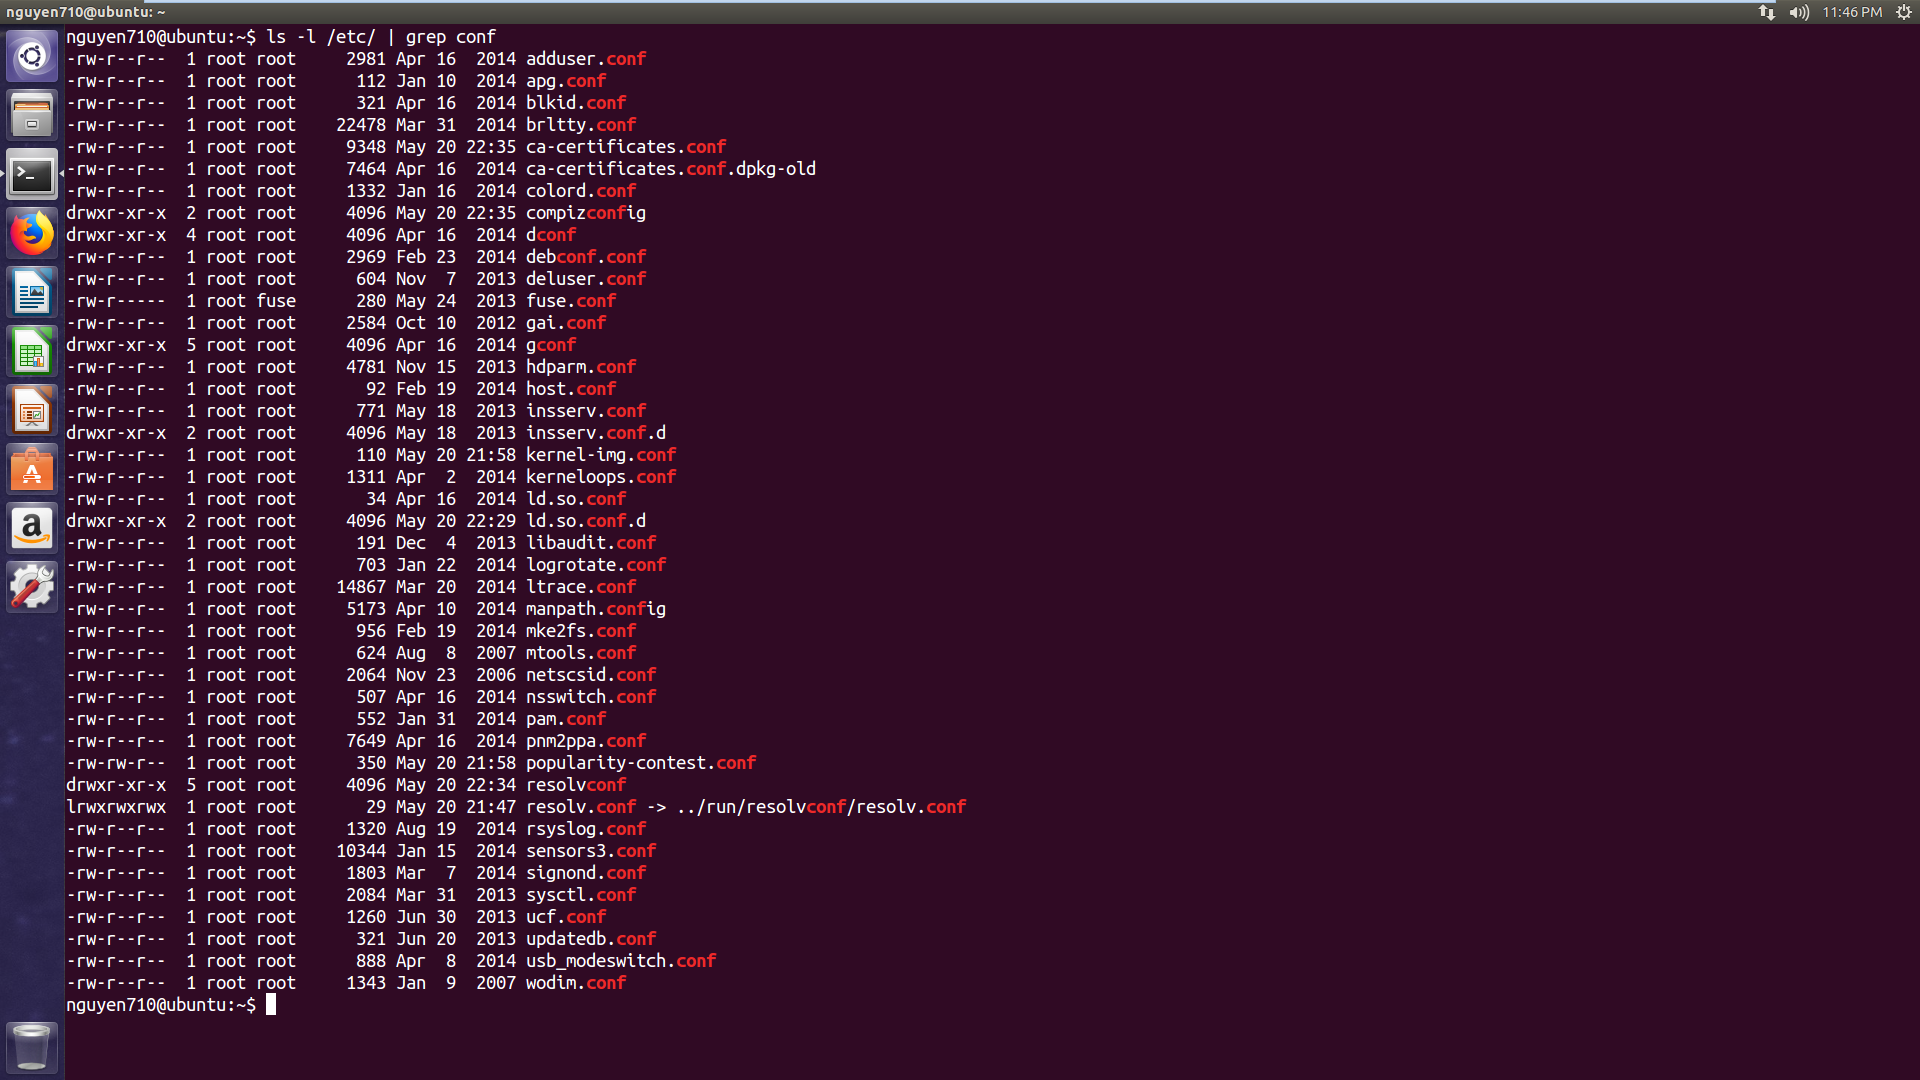 nguyen710@ubuntu: ~
11:46 PM
nguyen710@ubuntu:~$ ls -l /etc/ | grep conf
-rw-r--r--  1 root root     2981 Apr 16  2014 adduser.conf
-rw-r--r--  1 root root      112 Jan 10  2014 apg.conf
-rw-r--r--  1 root root      321 Apr 16  2014 blkid.conf
-rw-r--r--  1 root root    22478 Mar 31  2014 brltty.conf
-rw-r--r--  1 root root     9348 May 20 22:35 ca-certificates.conf
-rw-r--r--  1 root root     7464 Apr 16  2014 ca-certificates.conf.dpkg-old
-rw-r--r--  1 root root     1332 Jan 16  2014 colord.conf
drwxr-xr-x  2 root root     4096 May 20 22:35 compizconfig
drwxr-xr-x  4 root root     4096 Apr 16  2014 dconf
-rw-r--r--  1 root root     2969 Feb 23  2014 debconf.conf
-rw-r--r--  1 root root      604 Nov  7  2013 deluser.conf
-rw-r-----  1 root fuse      280 May 24  2013 fuse.conf
-rw-r--r--  1 root root     2584 Oct 10  2012 gai.conf
drwxr-xr-x  5 root root     4096 Apr 16  2014 gconf
-rw-r--r--  1 root root     4781 Nov 15  2013 hdparm.conf
-rw-r--r--  1 root root       92 Feb 19  2014 host.conf
-rw-r--r--  1 root root      771 May 18  2013 insserv.conf
drwxr-xr-x  2 root root     4096 May 18  2013 insserv.conf.d
-rw-r--r--  1 root root      110 May 20 21:58 kernel-img.conf
-rw-r--r--  1 root root     1311 Apr  2  2014 kerneloops.conf
-rw-r--r--  1 root root       34 Apr 16  2014 ld.so.conf
drwxr-xr-x  2 root root     4096 May 20 22:29 ld.so.conf.d
-rw-r--r--  1 root root      191 Dec  4  2013 libaudit.conf
-rw-r--r--  1 root root      703 Jan 22  2014 logrotate.conf
-rw-r--r--  1 root root    14867 Mar 20  2014 ltrace.conf
-rw-r--r--  1 root root     5173 Apr 10  2014 manpath.config
-rw-r--r--  1 root root      956 Feb 19  2014 mke2fs.conf
-rw-r--r--  1 root root      624 Aug  8  2007 mtools.conf
-rw-r--r--  1 root root     2064 Nov 23  2006 netscsid.conf
-rw-r--r--  1 root root      507 Apr 16  2014 nsswitch.conf
-rw-r--r--  1 root root      552 Jan 31  2014 pam.conf
-rw-r--r--  1 root root     7649 Apr 16  2014 pnm2ppa.conf
-rw-rw-r--  1 root root      350 May 20 21:58 popularity-contest.conf
drwxr-xr-x  5 root root     4096 May 20 22:34 resolvconf
lrwxrwxrwx  1 root root       29 May 20 21:47 resolv.conf -> ../run/resolvconf/resolv.conf
-rw-r--r--  1 root root     1320 Aug 19  2014 rsyslog.conf
-rw-r--r--  1 root root    10344 Jan 15  2014 sensors3.conf
-rw-r--r--  1 root root     1803 Mar  7  2014 signond.conf
-rw-r--r--  1 root root     2084 Mar 31  2013 sysctl.conf
-rw-r--r--  1 root root     1260 Jun 30  2013 ucf.conf
-rw-r--r--  1 root root      321 Jun 20  2013 updatedb.conf
-rw-r--r--  1 root root      888 Apr  8  2014 usb_modeswitch.conf
-rw-r--r--  1 root root     1343 Jan  9  2007 wodim.conf
nguyen710@ubuntu:~$